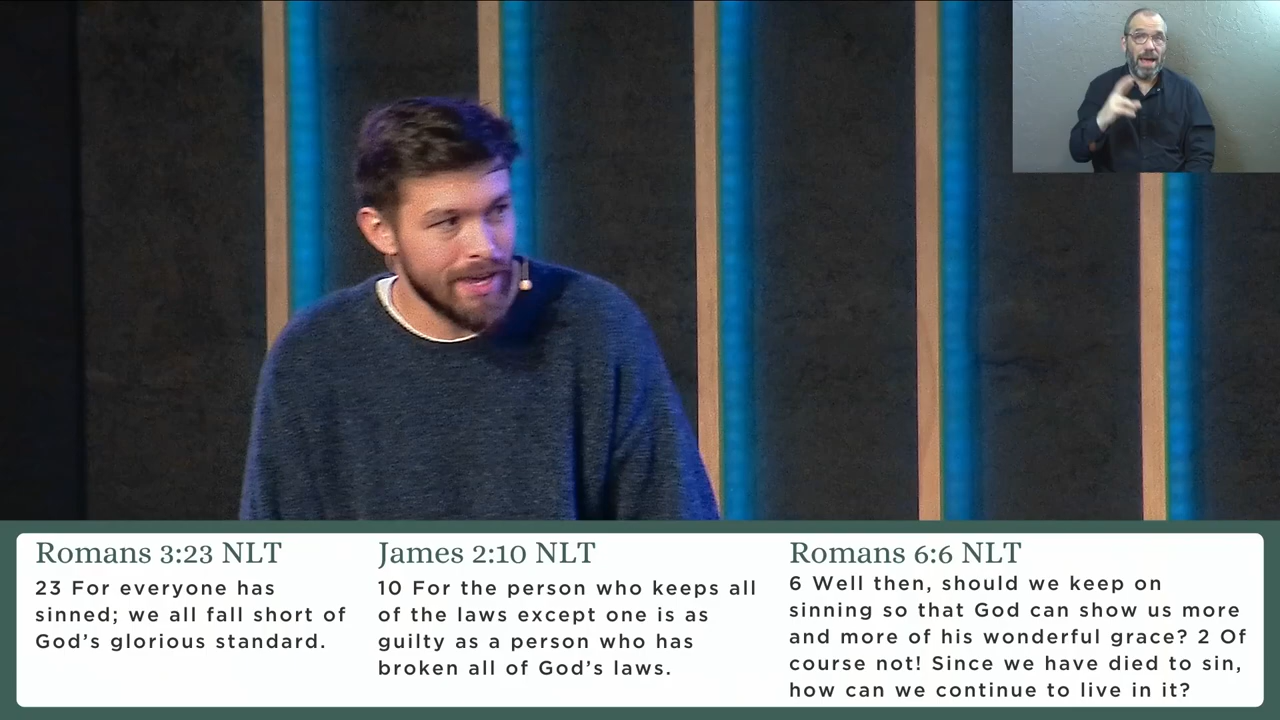 Romans 3:23 NLT
23 For everyone has
sinned; we all fall short of
God's glorious standard.
James 2:10 NLT
10 For the person who keeps all
of the laws except one is as
guilty as a person who has
broken all of God's laws.
Romans 6:6 NLT
6 Well then, should we keep on
sinning so that God can show us more
and more of his wonderful grace? 2 Of
course not! Since we have died to sin,
how can we continue to live in it?